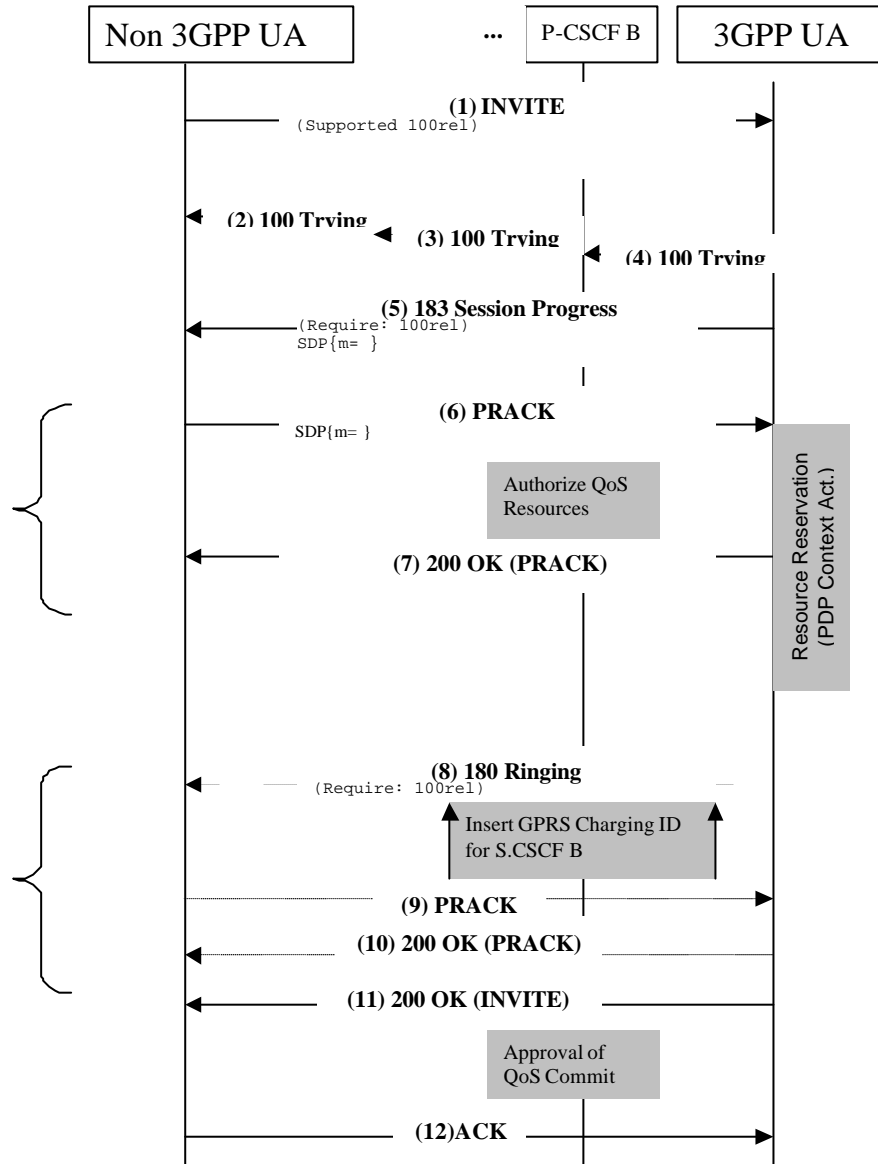 Non 3GPP UA
...
P-CSCF B
3GPP UA
(1) INVITE
(Supported 100rel)
(2) 100 Trying
(3) 100 Trying
(4) 100 Trying
(5) 183 Session Progress
(Require: 100rel)
SDP{m= }
(6) PRACK
SDP{m= }
Authorize QoS
Resources
Resource Reservation
(PDP Context Act.)
(7) 200 OK (PRACK)
(8) 180 Ringing
(Require: 100rel)
Insert GPRS Charging ID
for S.CSCF B
(9) PRACK
(10) 200 OK (PRACK)
(11) 200 OK (INVITE)
Approval of
QoS Commit
(12)ACK